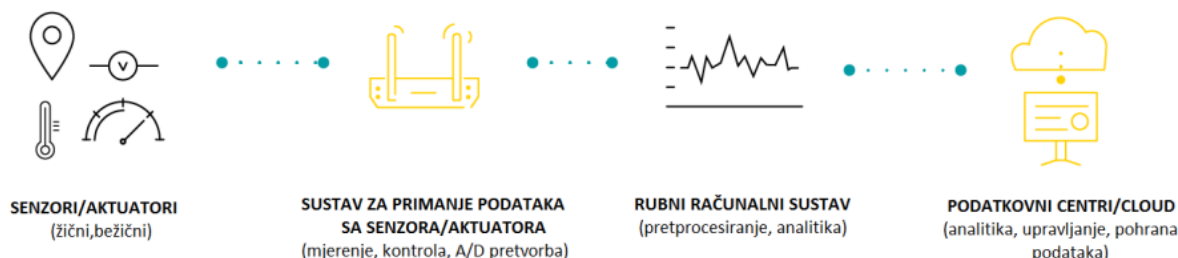 V
SENZORI/AKTUATORI
(žični,bežični)
SUSTAV ZA PRIMANJE PODATAKA
SA SENZORA/AKTUATORA
(mjerenje, kontrola, A/D pretvorba)
RUBNI RAČUNALNI SUSTAV
(pretprocesiranje, analitika)
PODATKOVNI CENTRI/CLOUD
(analitika, upravljanje, pohrana
podataka)